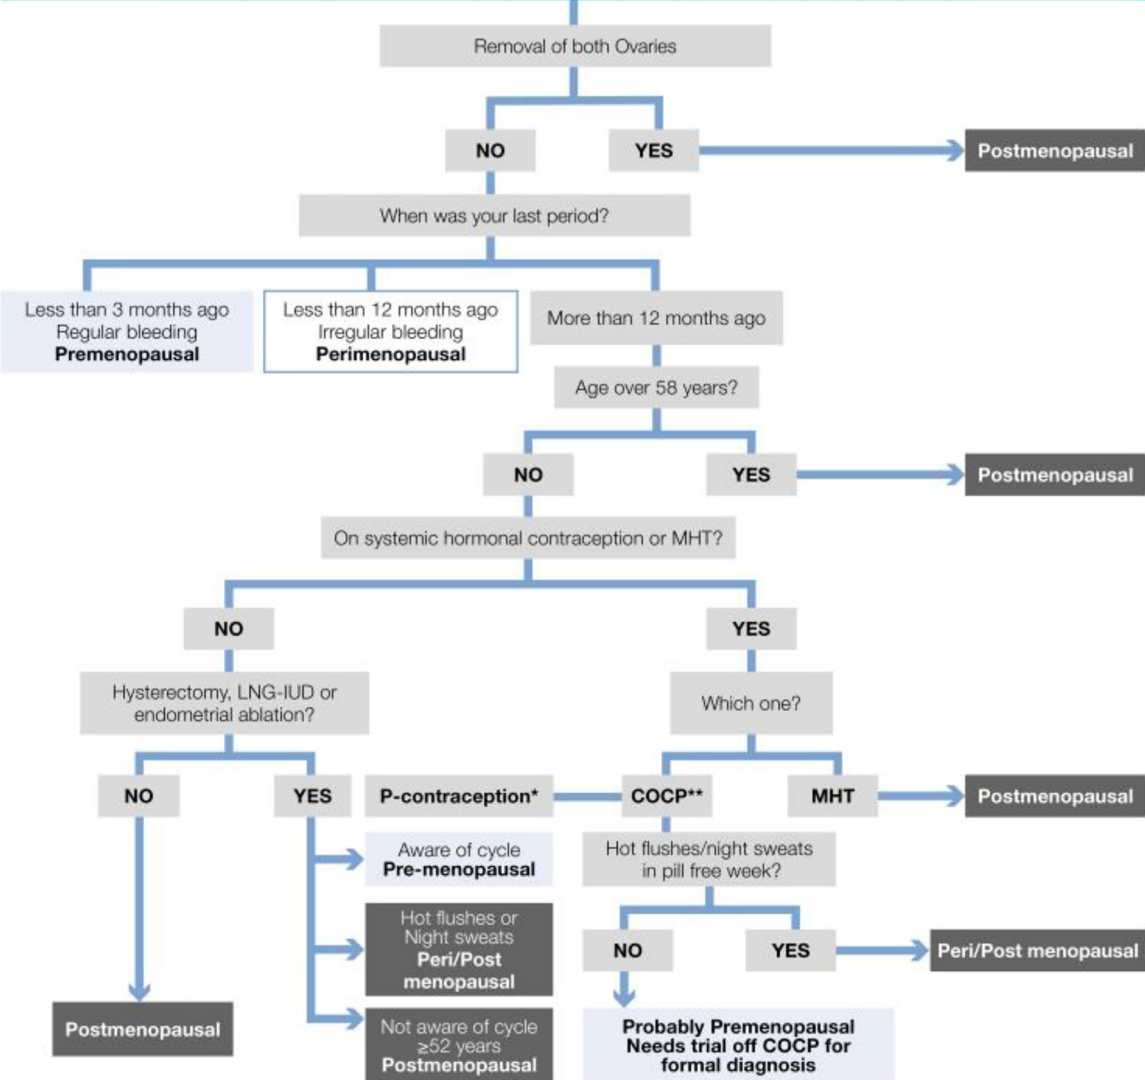 Removal of both Ovaries
NO
YES
Postmenopausal
When was your last period?
Less than 3 months ago
Regular bleeding
Premenopausal
Less than 12 months ago
Irregular bleeding
Perimenopausal
More than 12 months ago
Age over 58 years?
NO
YES
Postmenopausal
On systemic hormonal contraception or MHT?
NO
YES
Hysterectomy, LNG-IUD or
endometrial ablation?
Which one?
NO
YES
P-contraception*
COCP**
MHT
Postmenopausal
Aware of cycle
Pre-menopausal
Hot flushes/night sweats
in pill free week?
Hot flushes or
Night sweats
Peri/Post
menopausal
NO
YES
Peri/Post menopausal
Postmenopausal
Not aware of cycle
≥52 years
Postmenopausal
Probably Premenopausal
Needs trial off COCP for
formal diagnosis